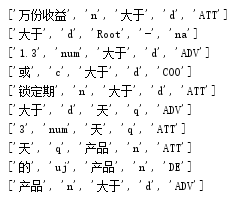 ['万份收益', 'n', '大于', 'd', 'ATT']
['大于', 'd', 'Root', '-', 'na']
['1.3', 'num', '大于', 'd', 'ADV']
['或', 'c', '大于', 'd', 'COO']
['锁定期', 'n', '大于', 'd', 'ATT']
['大于', 'd', '天', 'q', 'ADV']
['3', 'num', '天', 'q', 'ATT']
['天', 'q', '产品', 'n', 'ATT']
['的', 'uj', '产品', 'n', 'DE']
['产品', 'n', '大于', 'd', 'ADV']